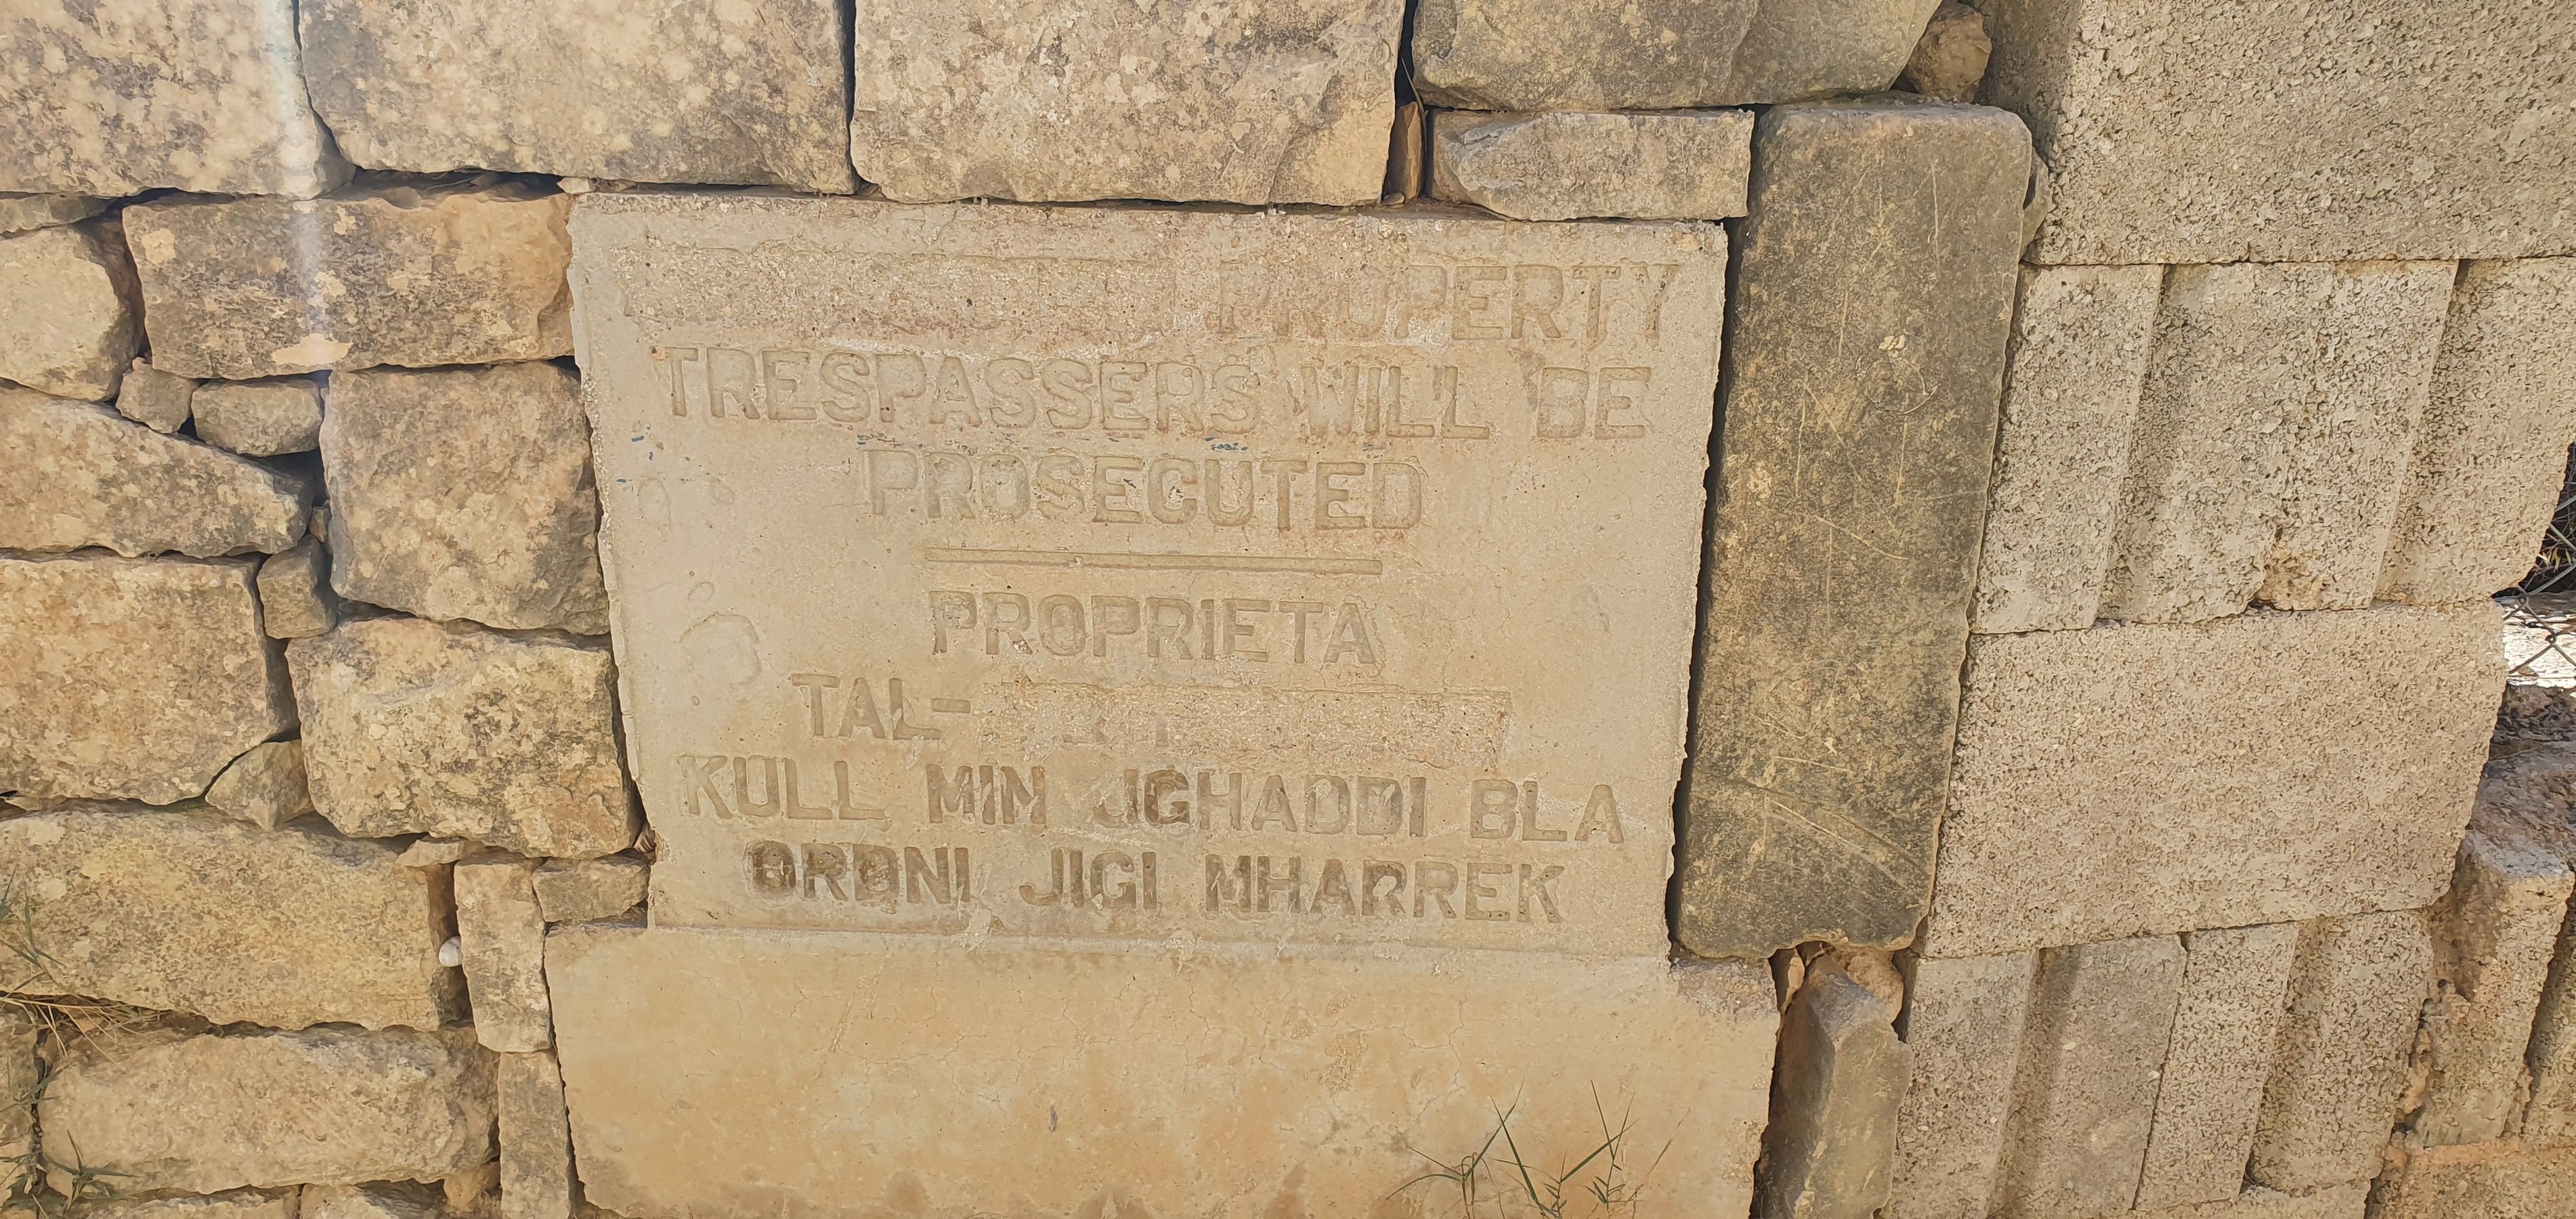 PROPERTY
TRESPASSERS WILL BE
PROSECUTED
PROPRIETA
TAL-
KULL MIN JGHADDI BLA
ORDNI JIGI MHARREK